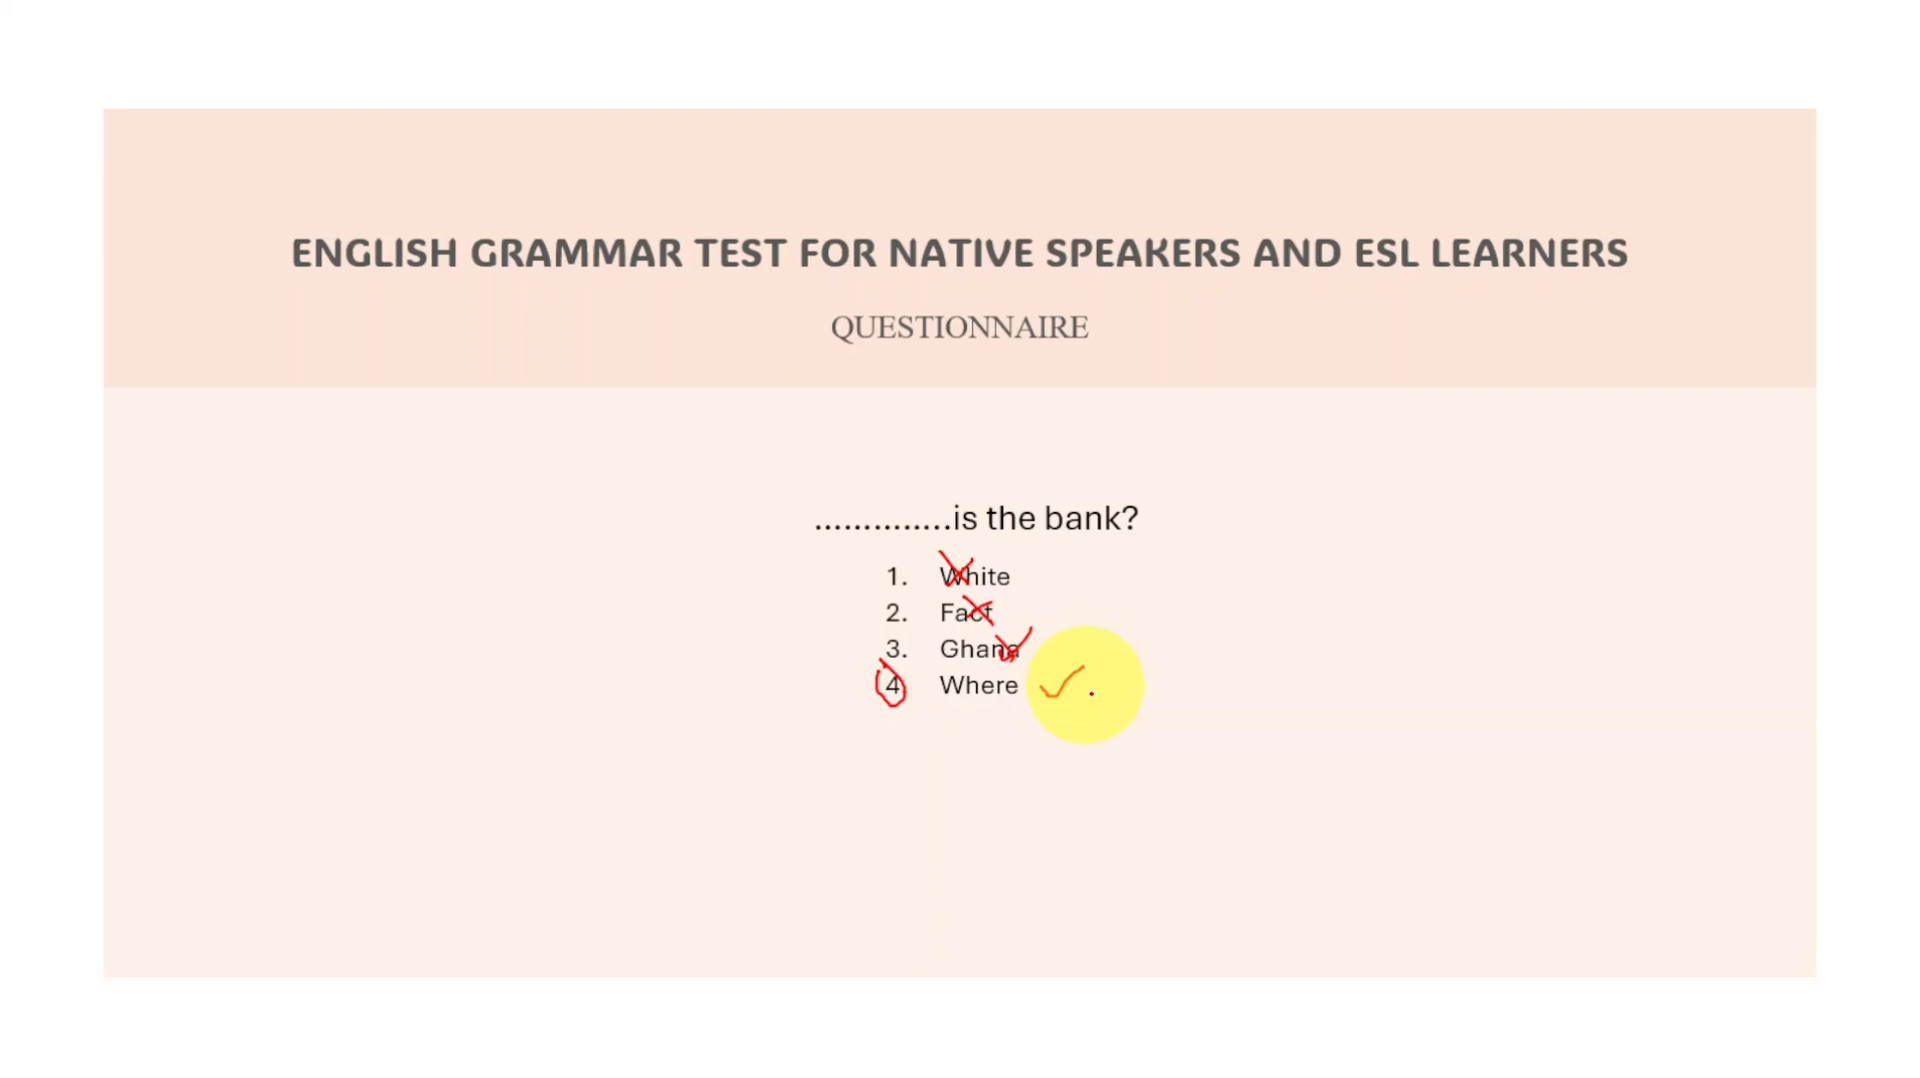 ENGLISH GRAMMAR TEST FOR NATIVE SPEAKERS AND ESL LEARNERS
QUESTIONNAIRE
..............is the bank?
1. White
2. Fact
3. Ghana
4. Where